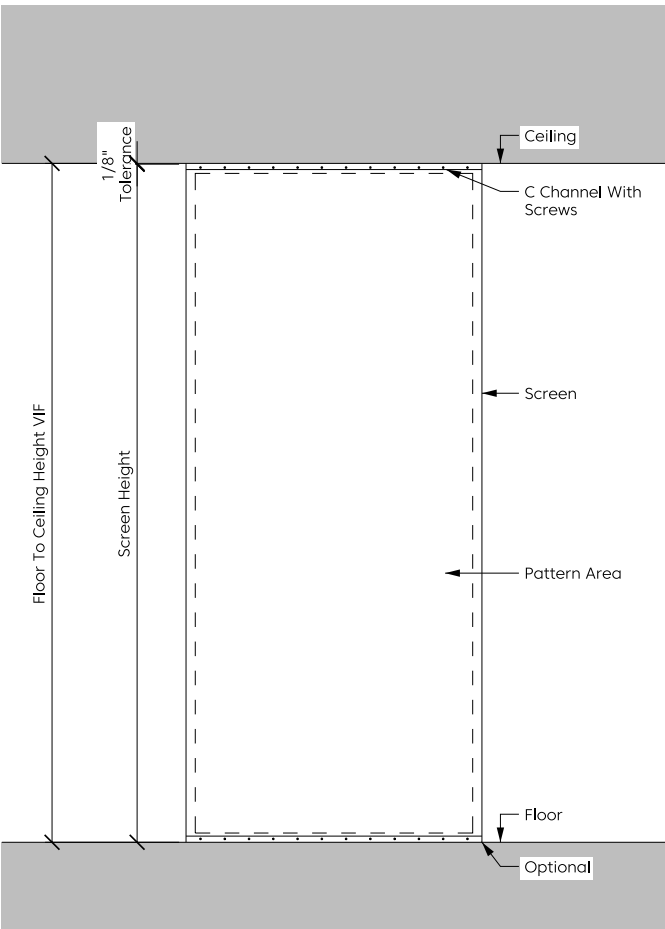 Ceiling
1/8"
Tolerance
C Channel With
Screws
Screen
Floor To Ceiling Height VIF
Screen Height
Pattern Area
Floor
Optional